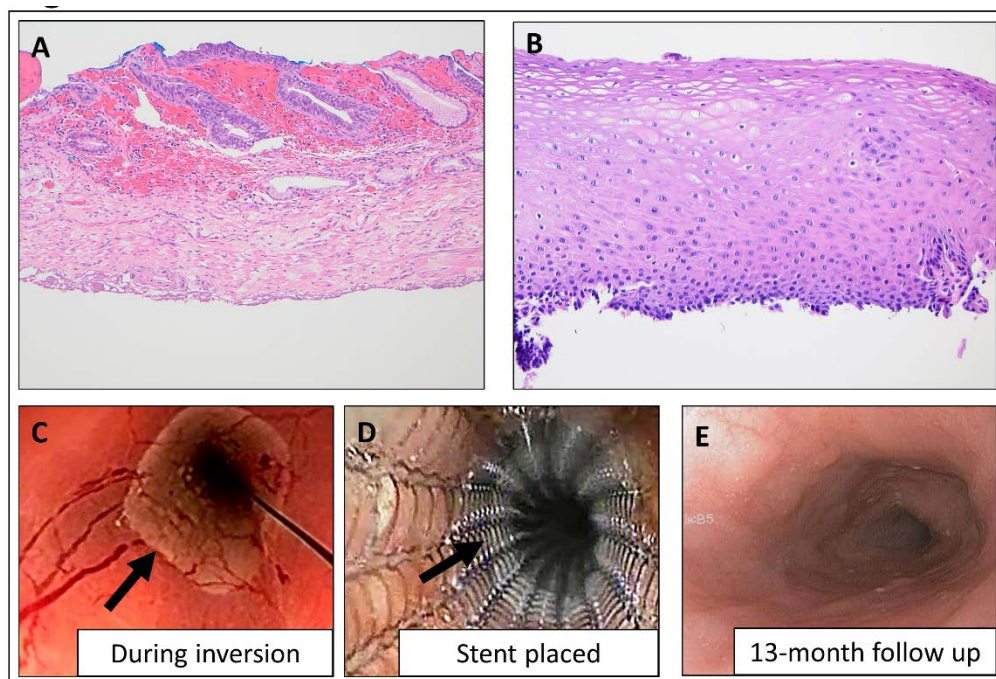 A
B
C
During inversion
D
Stent placed
E
13-month follow up